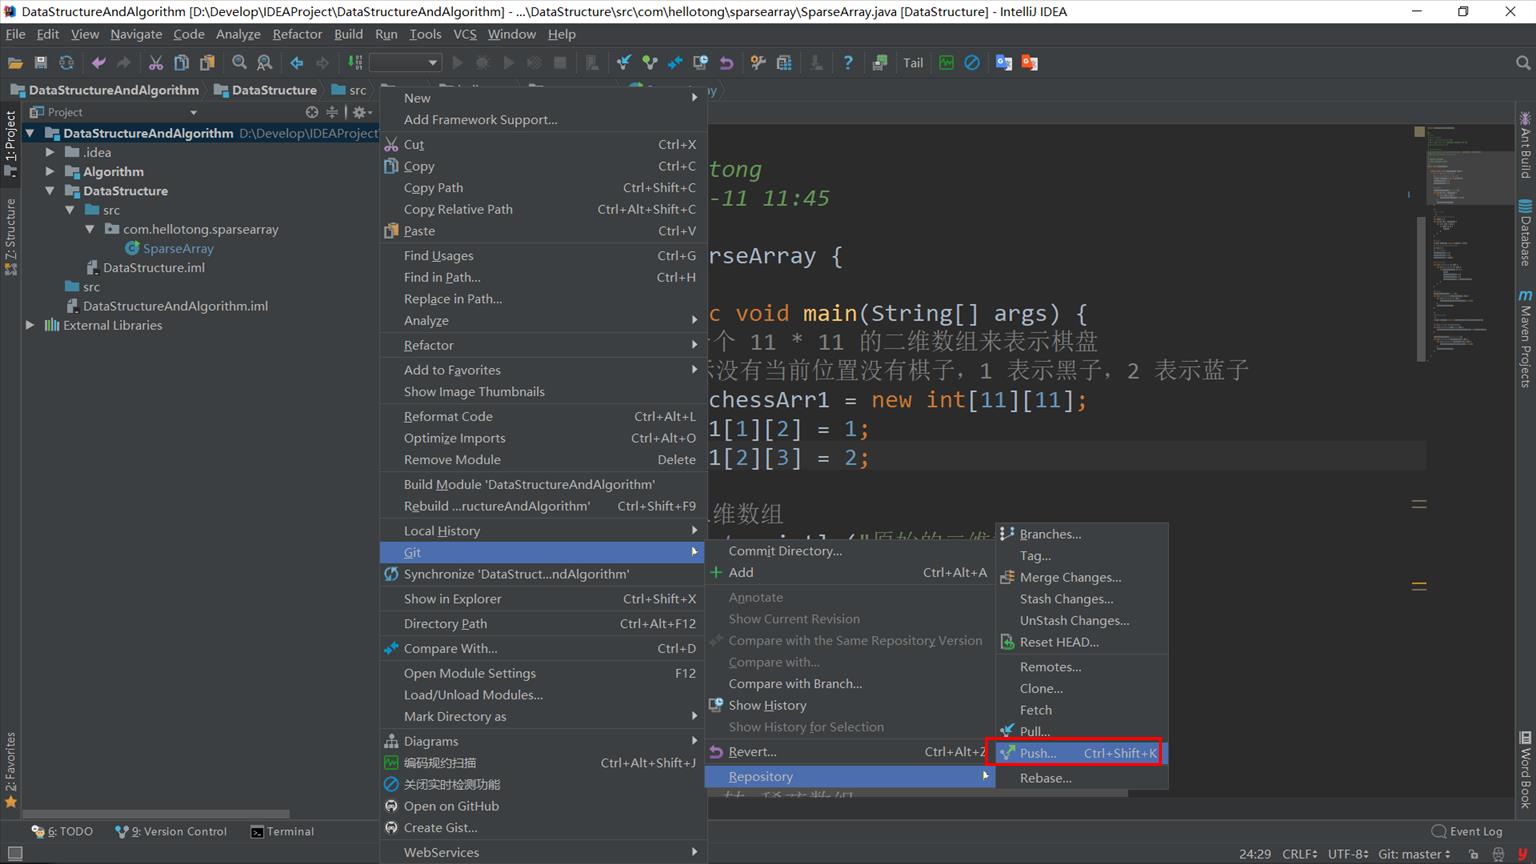 DataStructureAndAlgorithm [D:\Develop\IDEAProject\DataStructureAndAlgorithm] - ...\DataStructure\src\com\hellotong\sparsearray\SparseArray.java [DataStructure] - IntelliJ IDEA
File Edit View Navigate Code Analyze Refactor Build Run Tools VCS Window Help
Tail
DataStructureAndAlgorithm DataStructure src
Project
DataStructureAndAlgorithm D:\Develop\IDEAProject
.idea
Algorithm
DataStructure
src
com.hellotong.sparsearray
SparseArray
DataStructure.iml
src
DataStructureAndAlgorithm.iml
External Libraries
1: Project
Z: Structure
2: Favorites
New
Add Framework Support...
Cut Ctrl+X
Copy Ctrl+C
Copy Path Ctrl+Shift+C
Copy Relative Path Ctrl+Alt+Shift+C
Paste Ctrl+V
Find Usages Ctrl+G
Find in Path... Ctrl+H
Replace in Path...
Analyze
Refactor
Add to Favorites
Show Image Thumbnails
Reformat Code Ctrl+Alt+L
Optimize Imports Ctrl+Alt+O
Remove Module Delete
Build Module 'DataStructureAndAlgorithm'
Rebuild ...ructureAndAlgorithm' Ctrl+Shift+F9
Local History
Git
Synchronize 'DataStruct...ndAlgorithm'
Show in Explorer Ctrl+Shift+X
Directory Path Ctrl+Alt+F12
Compare With... Ctrl+D
Open Module Settings F12
Load/Unload Modules...
Mark Directory as
Diagrams
编码规约扫描 Ctrl+Alt+Shift+J
关闭实时检测功能
Open on GitHub
Create Gist...
WebServices
tong
-11 11:45
rseArray {
c void main(String[] args) {
个 11 * 11 的二维数组来表示棋盘
示没有当前位置没有棋子，1 表示黑子，2 表示蓝子
chessArr1 = new int[11][11];
1[1][2] = 1;
1[2][3] = 2;
维数组
Commit Directory...
Add Ctrl+Alt+A
Annotate
Show Current Revision
Compare with the Same Repository Version
Compare with...
Compare with Branch...
Show History
Show History for Selection
Revert... Ctrl+Alt+Z
Repository
Branches...
Tag...
Merge Changes...
Stash Changes...
UnStash Changes...
Reset HEAD...
Remotes...
Clone...
Fetch
Pull...
Push... Ctrl+Shift+K
Rebase...
Ant Build
Database
Maven Projects
Word Book
6: TODO 9: Version Control Terminal Event Log
24:29 CRLF UTF-8 Git: master